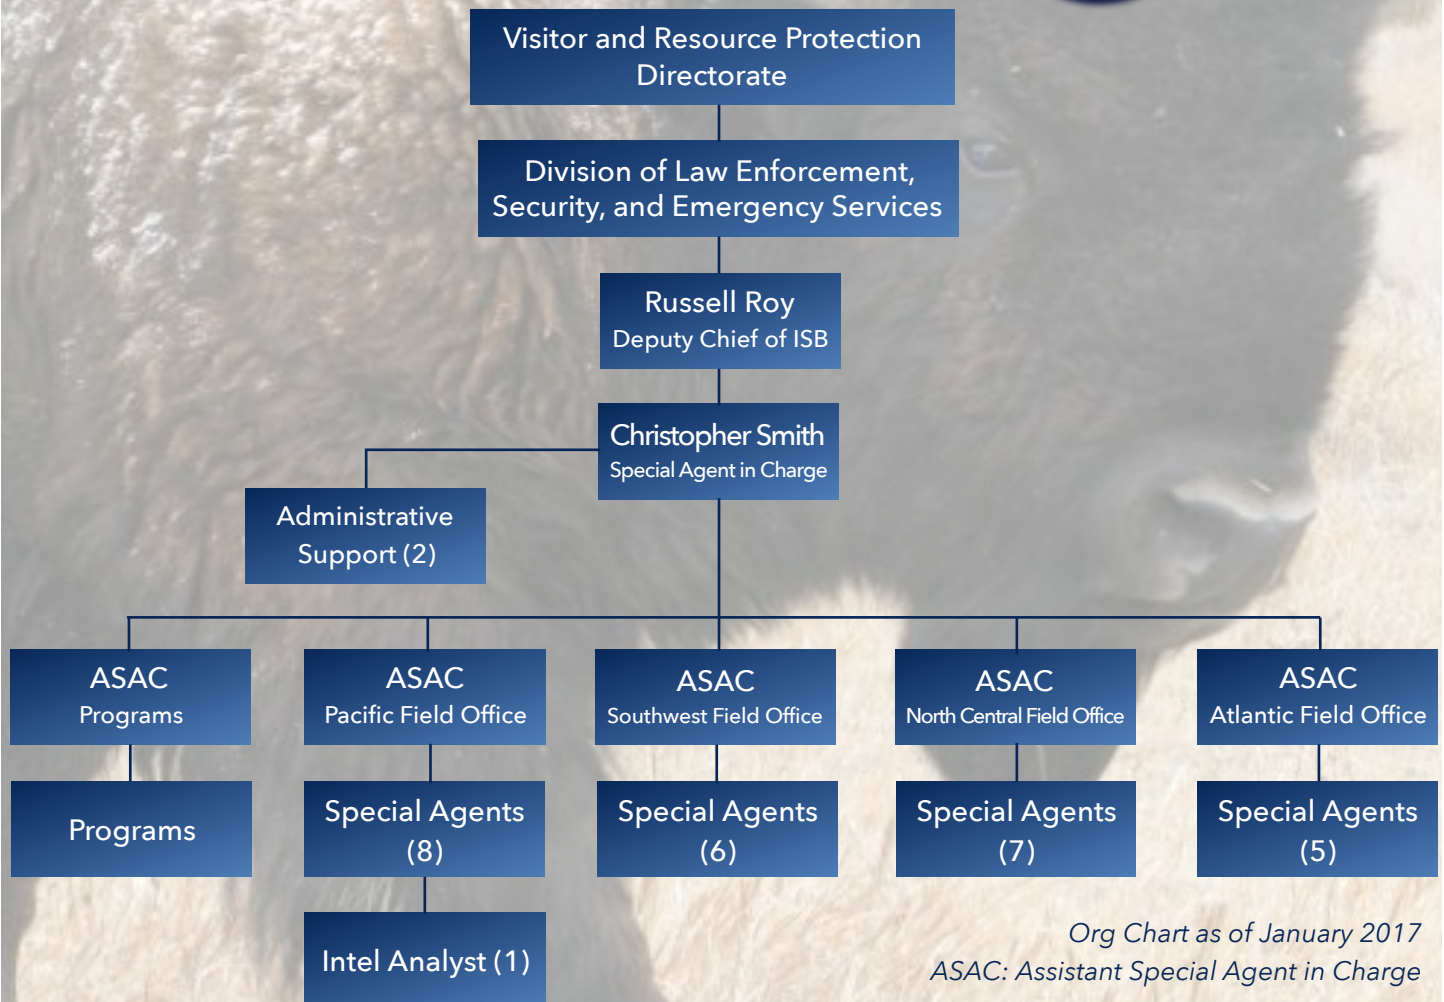 Visitor and Resource Protection
Directorate
Division of Law Enforcement,
Security, and Emergency Services
Russell Roy
Deputy Chief of ISB
Christopher Smith
Special Agent in Charge
Administrative
Support (2)
ASAC
Programs
ASAC
Pacific Field Office
ASAC
Southwest Field Office
ASAC
North Central Field Office
ASAC
Atlantic Field Office
Programs
Special Agents
(8)
Special Agents
(6)
Special Agents
(7)
Special Agents
(5)
Intel Analyst (1)
Org Chart as of January 2017
ASAC: Assistant Special Agent in Charge